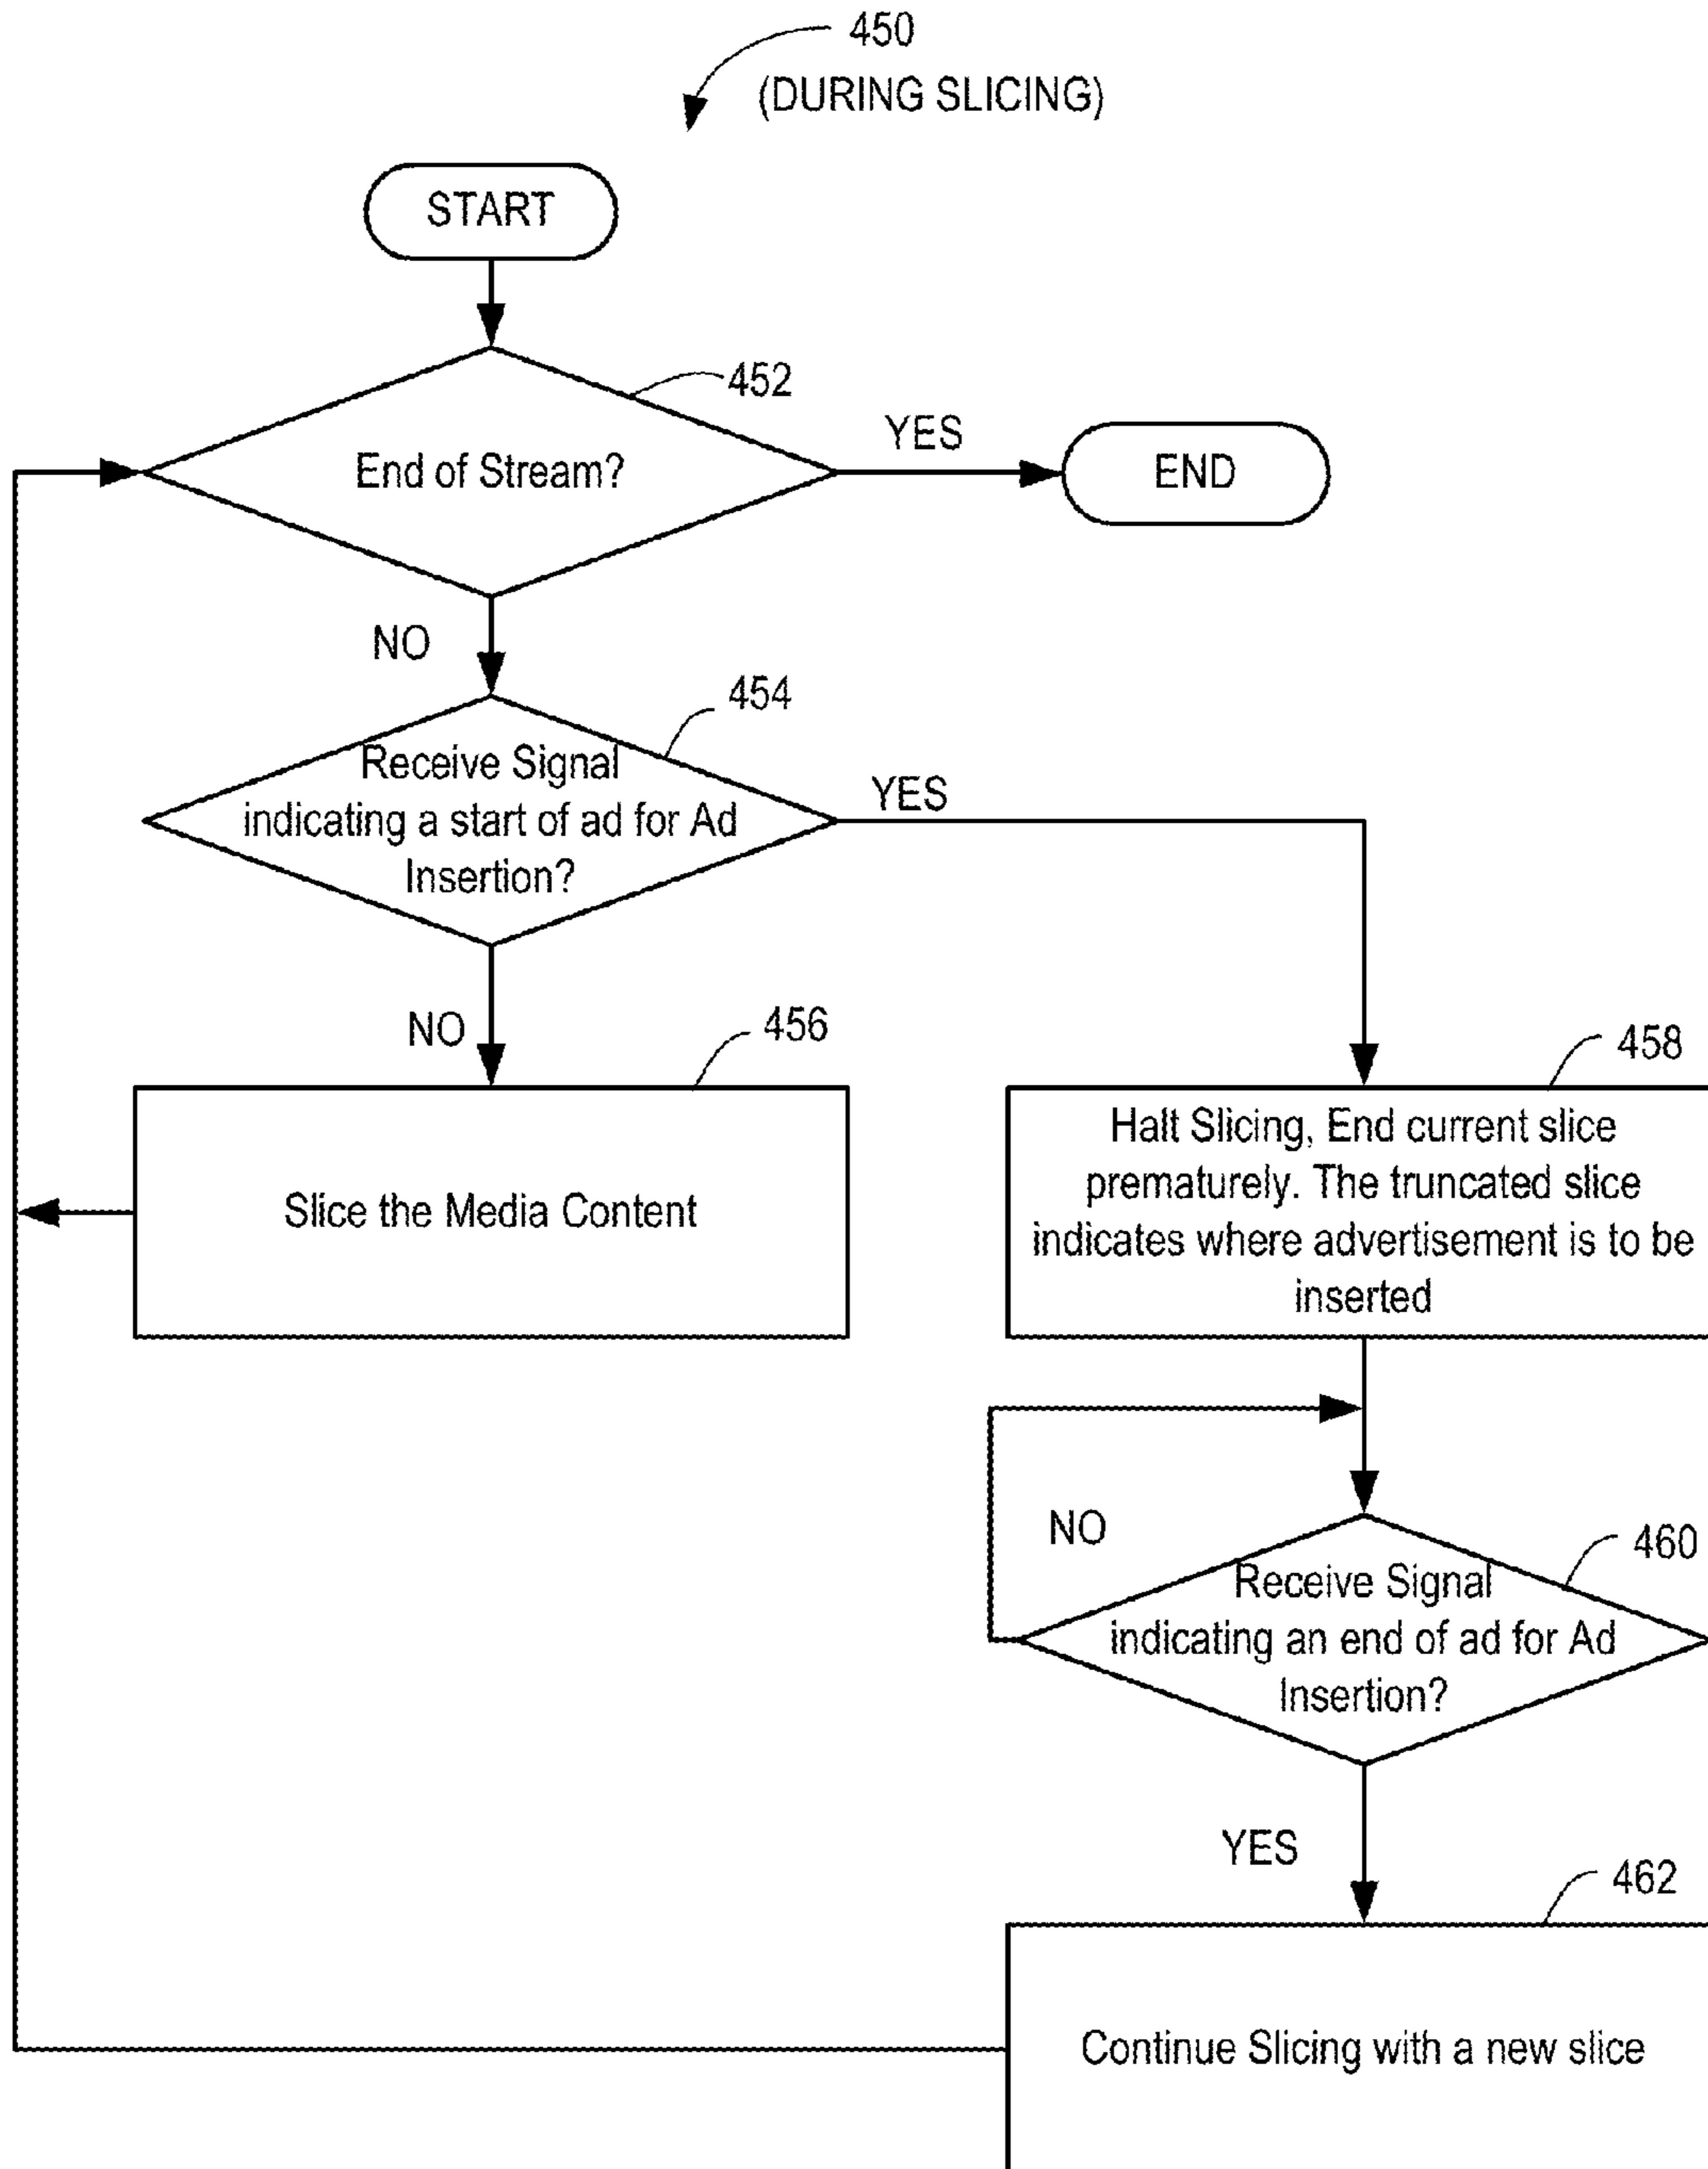 450
(DURING SLICING)
START
452
End of Stream?
YES
END
NO
454
Receive Signal
indicating a start of ad for Ad
Insertion?
YES
NO
456
Slice the Media Content
458
Halt Slicing, End current slice
prematurely. The truncated slice
indicates where advertisement is to be
inserted
NO
460
Receive Signal
indicating an end of ad for Ad
Insertion?
YES
462
Continue Slicing with a new slice